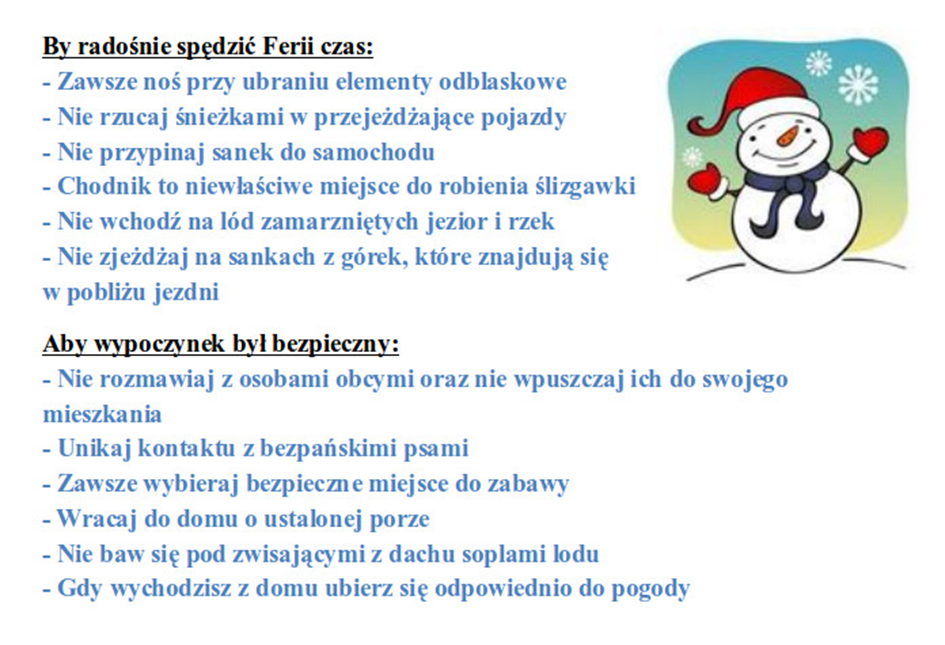 By radośnie spędzić Ferii czas:
- Zawsze noś przy ubraniu elementy odblaskowe
- Nie rzucaj śnieżkami w przejeżdżające pojazdy
- Nie przypinaj sanek do samochodu
- Chodnik to niewłaściwe miejsce do robienia ślizgawki
- Nie wchodź na lód zamarzniętych jezior i rzek
- Nie zjeżdżaj na sankach z górek, które znajdują się
w pobliżu jezdni
Aby wypoczynek był bezpieczny:
- Nie rozmawiaj z osobami obcymi oraz nie wpuszczaj ich do swojego
mieszkania
- Unikaj kontaktu z bezpańskimi psami
- Zawsze wybieraj bezpieczne miejsce do zabawy
- Wracaj do domu o ustalonej porze
- Nie baw się pod zwisającymi z dachu soplami lodu
- Gdy wychodzisz z domu ubierz się odpowiednio do pogody